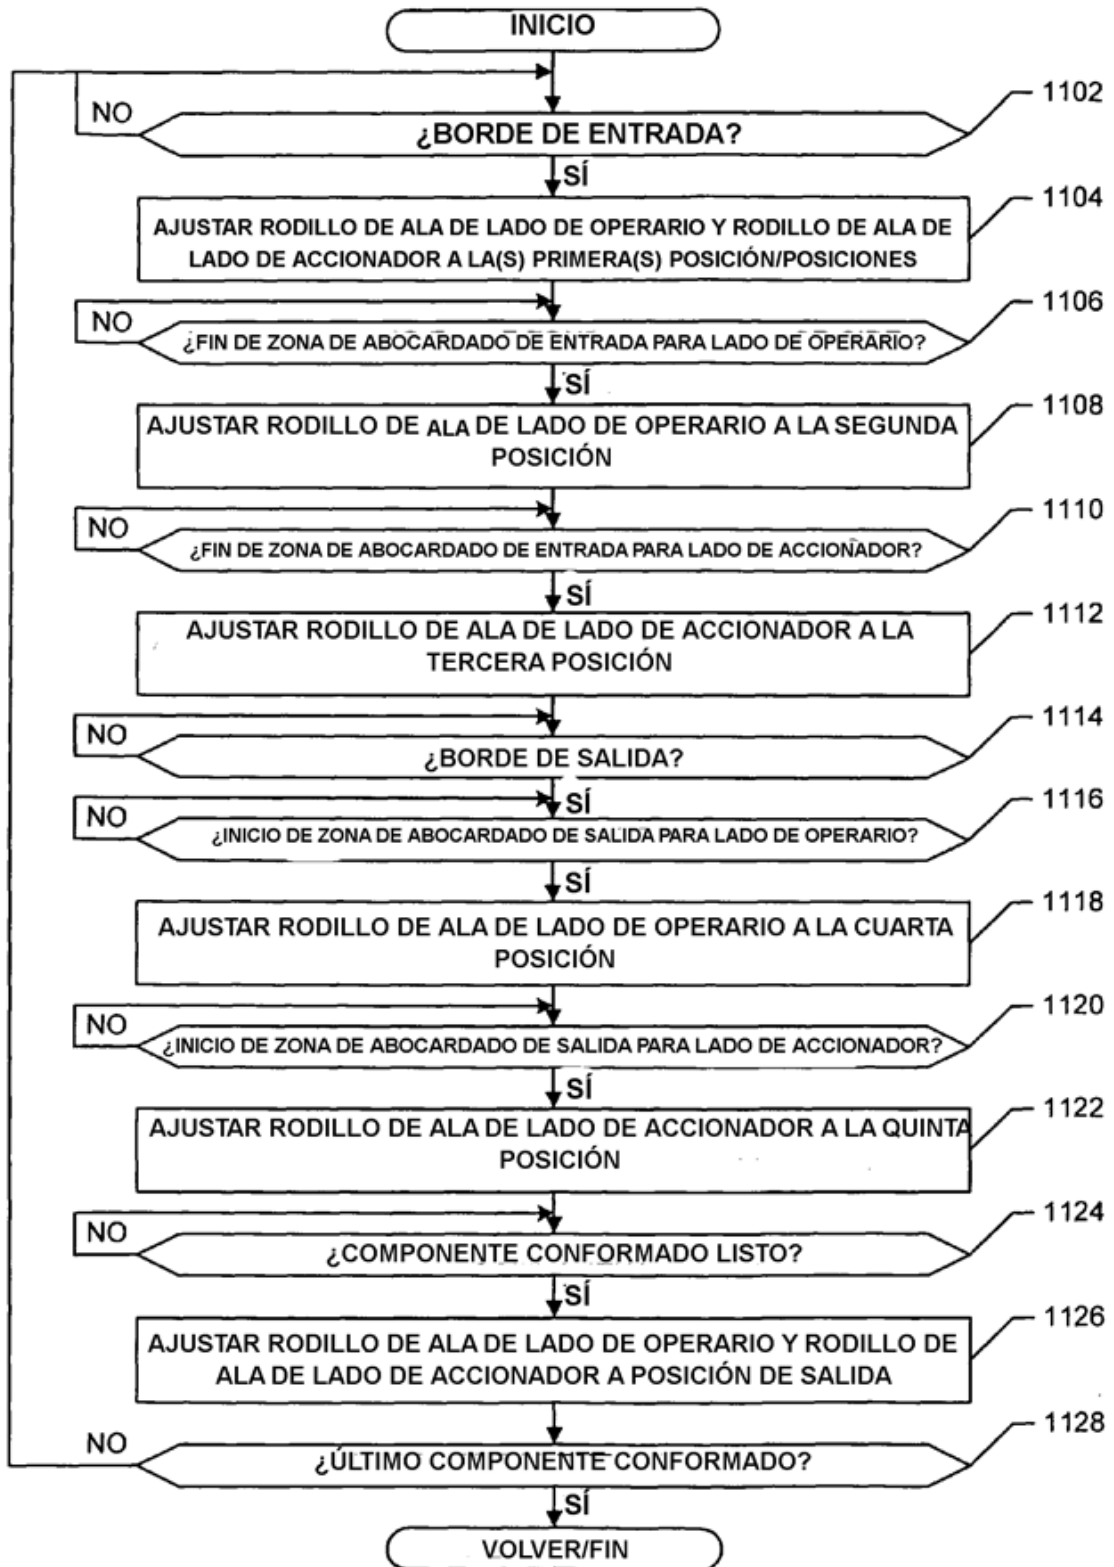 INICIO
NO
1102
¿BORDE DE ENTRADA?
SÍ
1104
AJUSTAR RODILLO DE ALA DE LADO DE OPERARIO Y RODILLO DE ALA DE
LADO DE ACCIONADOR A LA(S) PRIMERA(S) POSICIÓN/POSICIONES
1106
NO
¿FIN DE ZONA DE ABOCARDADO DE ENTRADA PARA LADO DE OPERARIO?
SÍ
1108
AJUSTAR RODILLO DE ALA DE LADO DE OPERARIO A LA SEGUNDA
POSICIÓN
1110
NO
¿FIN DE ZONA DE ABOCARDADO DE ENTRADA PARA LADO DE ACCIONADOR?
SÍ
1112
AJUSTAR RODILLO DE ALA DE LADO DE ACCIONADOR A LA
TERCERA POSICIÓN
1114
NO
¿BORDE DE SALIDA?
SÍ
1116
NO
¿INICIO DE ZONA DE ABOCARDADO DE SALIDA PARA LADO DE OPERARIO?
SÍ
1118
AJUSTAR RODILLO DE ALA DE LADO DE OPERARIO A LA CUARTA
POSICIÓN
1120
NO
¿INICIO DE ZONA DE ABOCARDADO DE SALIDA PARA LADO DE ACCIONADOR?
SÍ
1122
AJUSTAR RODILLO DE ALA DE LADO DE ACCIONADOR A LA QUINTA
POSICIÓN
1124
NO
¿COMPONENTE CONFORMADO LISTO?
SÍ
1126
AJUSTAR RODILLO DE ALA DE LADO DE OPERARIO Y RODILLO DE
ALA DE LADO DE ACCIONADOR A POSICIÓN DE SALIDA
1128
NO
¿ÚLTIMO COMPONENTE CONFORMADO?
SÍ
VOLVER/FIN